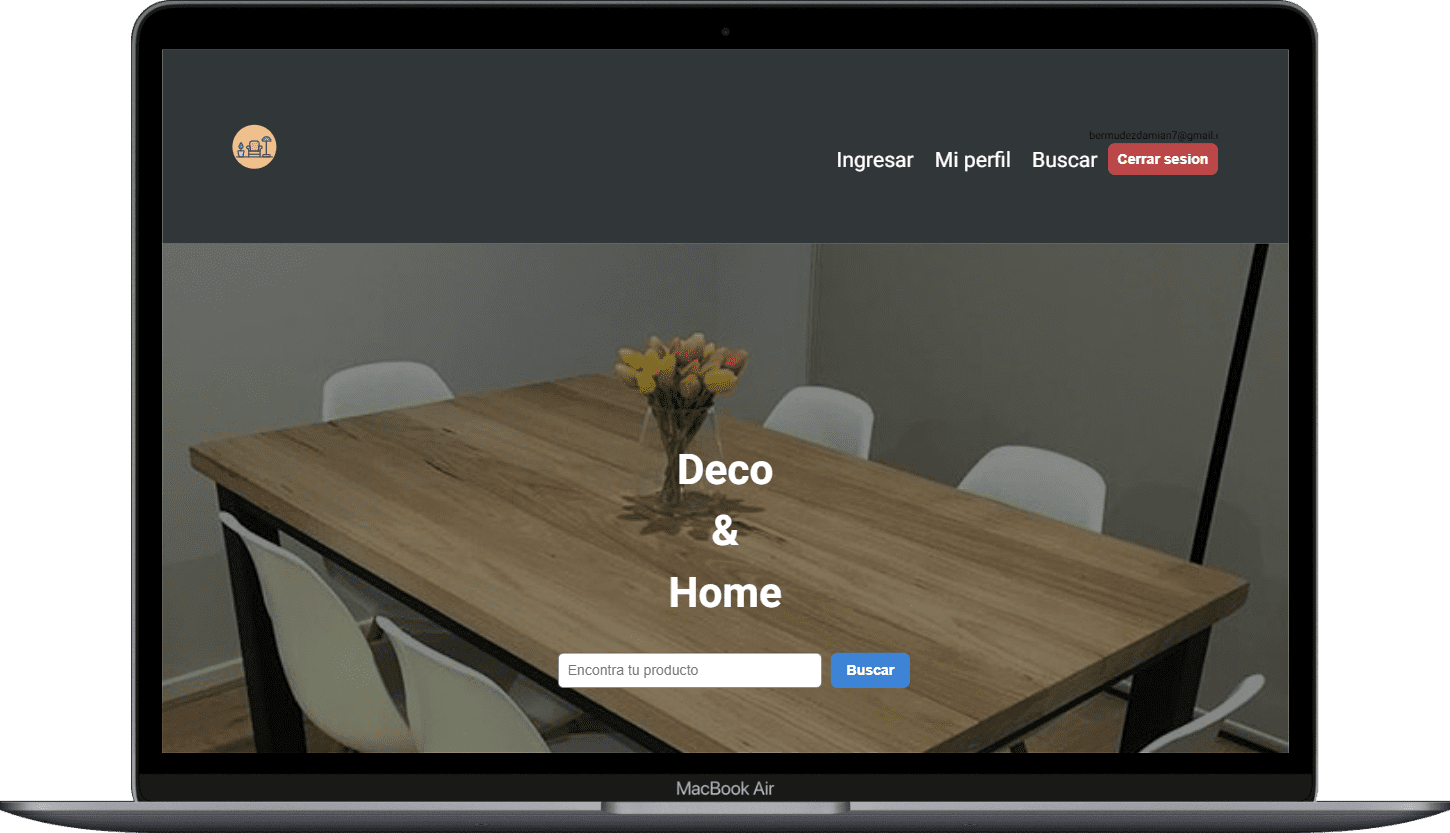 bermudezdamian7@gmail.
Ingresar Mi perfil Buscar Cerrar sesion
Deco
&
Home
Encontra tu producto Buscar
MacBook Air